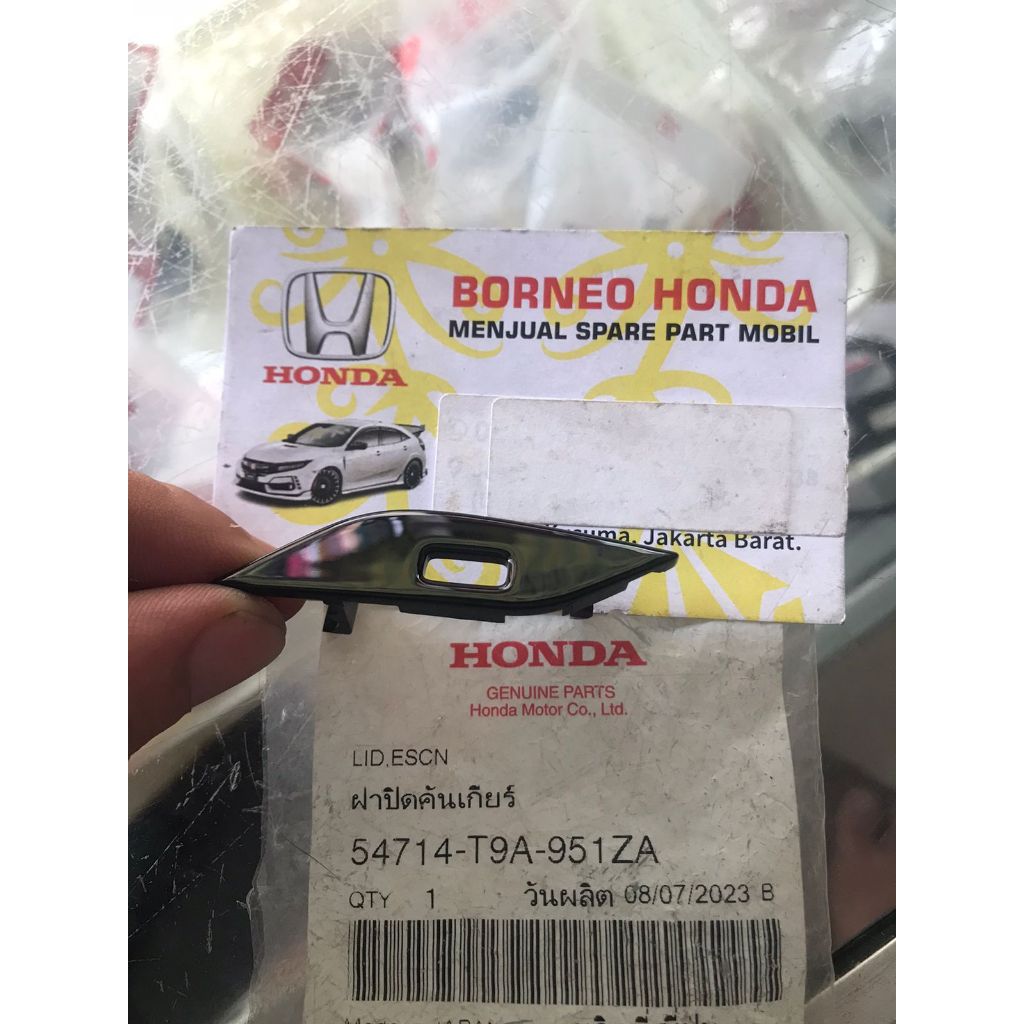 BORNEO HONDA
MENJUAL SPARE PART MOBIL
HONDA
Jakarta Barat.
HONDA
GENUINE PARTS
Honda Motor Co., Ltd.
LID,ESCN
ฝาปิดคันเกียร์
54714-T9A-951ZA
QTY 1 วันผลิต 08/07/2023 B